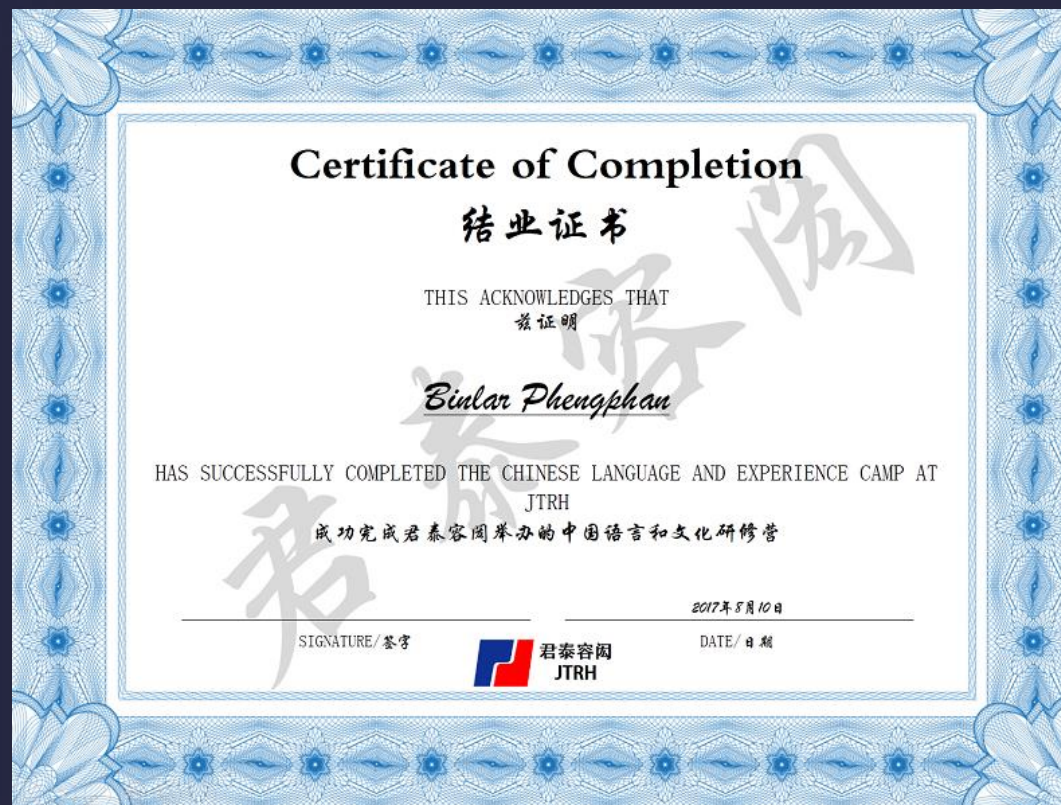 Certificate of Completion
结业证书
THIS ACKNOWLEDGES THAT
兹证明
Binlar Phengphan
HAS SUCCESSFULLY COMPLETED THE CHINESE LANGUAGE AND EXPERIENCE CAMP AT
JTRH
成功完成君泰容闳举办的中国语言和文化研修营
2017年8月10日
SIGNATURE/签字
DATE/日期
君泰容闳
JTRH
君泰容闳